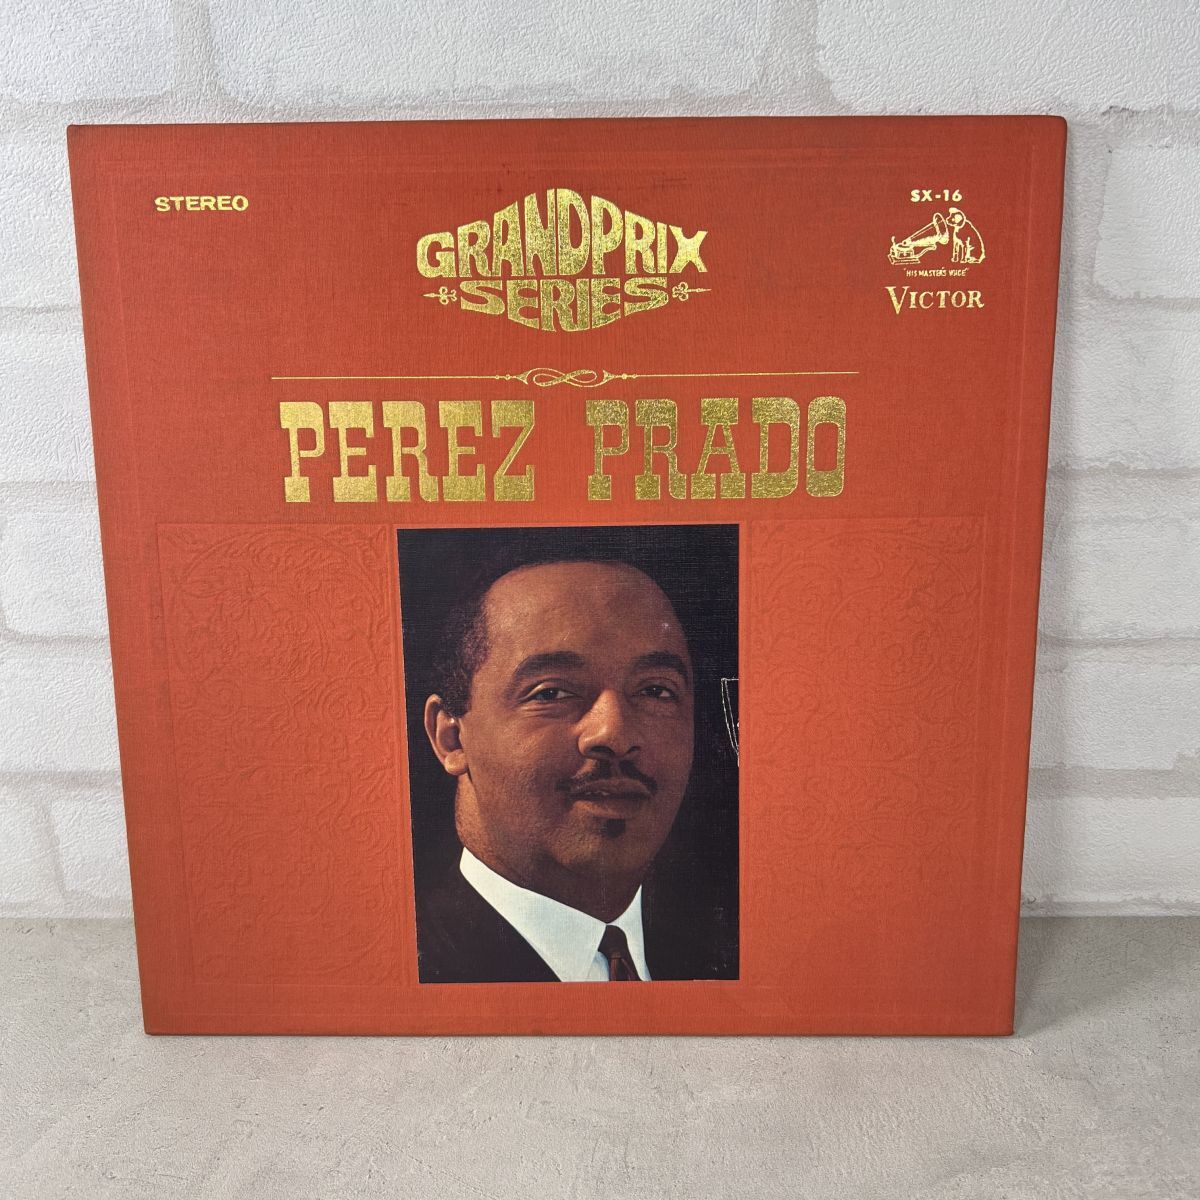 STEREO
GRANDPRIX
SERIES
SX-16
"HIS MASTER'S VOICE"
VICTOR
PEREZ PRADO